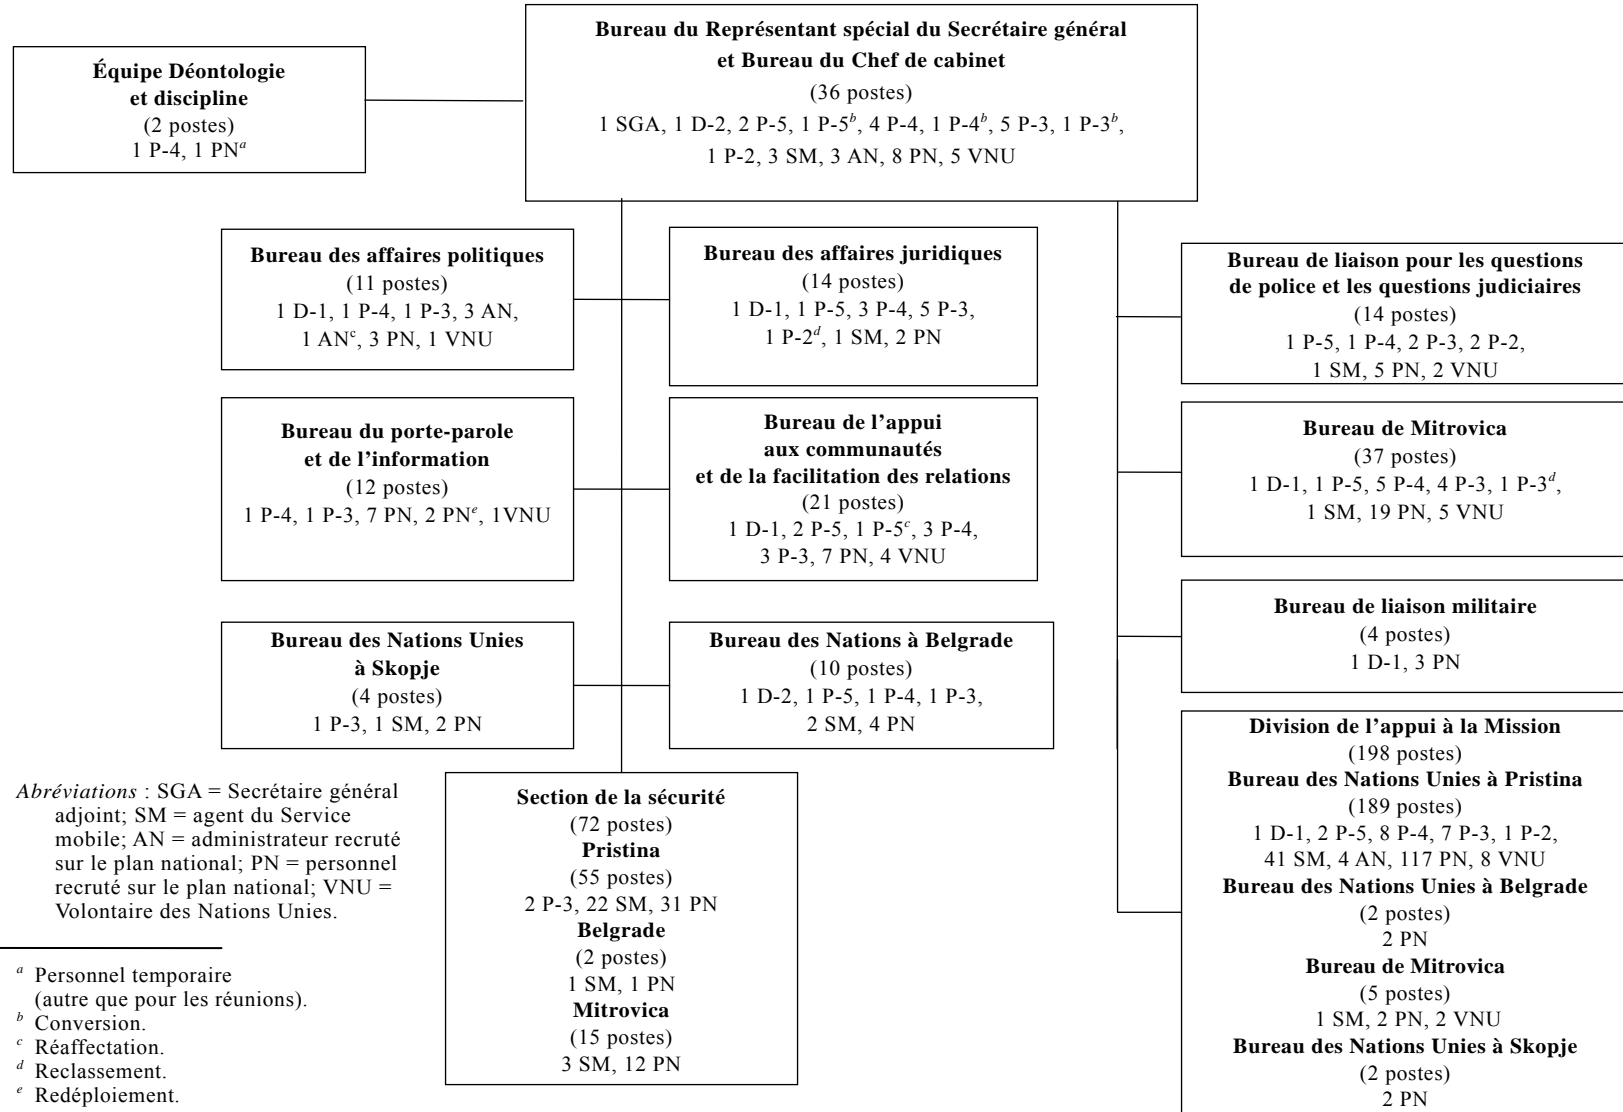 Équipe Déontologie
et discipline
(2 postes)
1 P-4, 1 PNᵃ
Bureau du Représentant spécial du Secrétaire général
et Bureau du Chef de cabinet
(36 postes)
1 SGA, 1 D-2, 2 P-5, 1 P-5ᵇ, 4 P-4, 1 P-4ᵇ, 5 P-3, 1 P-3ᵇ,
1 P-2, 3 SM, 3 AN, 8 PN, 5 VNU
Bureau des affaires politiques
(11 postes)
1 D-1, 1 P-4, 1 P-3, 3 AN,
1 ANᶜ, 3 PN, 1 VNU
Bureau des affaires juridiques
(14 postes)
1 D-1, 1 P-5, 3 P-4, 5 P-3,
1 P-2ᵈ, 1 SM, 2 PN
Bureau de liaison pour les questions
de police et les questions judiciaires
(14 postes)
1 P-5, 1 P-4, 2 P-3, 2 P-2,
1 SM, 5 PN, 2 VNU
Bureau du porte-parole
et de l'information
(12 postes)
1 P-4, 1 P-3, 7 PN, 2 PNᵉ, 1VNU
Bureau de l'appui
aux communautés
et de la facilitation des relations
(21 postes)
1 D-1, 2 P-5, 1 P-5ᶜ, 3 P-4,
3 P-3, 7 PN, 4 VNU
Bureau de Mitrovica
(37 postes)
1 D-1, 1 P-5, 5 P-4, 4 P-3, 1 P-3ᵈ,
1 SM, 19 PN, 5 VNU
Bureau de liaison militaire
(4 postes)
1 D-1, 3 PN
Bureau des Nations Unies
à Skopje
(4 postes)
1 P-3, 1 SM, 2 PN
Bureau des Nations à Belgrade
(10 postes)
1 D-2, 1 P-5, 1 P-4, 1 P-3,
2 SM, 4 PN
Section de la sécurité
(72 postes)
Pristina
(55 postes)
2 P-3, 22 SM, 31 PN
Belgrade
(2 postes)
1 SM, 1 PN
Mitrovica
(15 postes)
3 SM, 12 PN
Division de l'appui à la Mission
(198 postes)
Bureau des Nations Unies à Pristina
(189 postes)
1 D-1, 2 P-5, 8 P-4, 7 P-3, 1 P-2,
41 SM, 4 AN, 117 PN, 8 VNU
Bureau des Nations Unies à Belgrade
(2 postes)
2 PN
Bureau de Mitrovica
(5 postes)
1 SM, 2 PN, 2 VNU
Bureau des Nations Unies à Skopje
(2 postes)
2 PN
Abréviations : SGA = Secrétaire général
adjoint; SM = agent du Service
mobile; AN = administrateur recruté
sur le plan national; PN = personnel
recruté sur le plan national; VNU =
Volontaire des Nations Unies.
ᵃ Personnel temporaire
(autre que pour les réunions).
ᵇ Conversion.
ᶜ Réaffectation.
ᵈ Reclassement.
ᵉ Redéploiement.